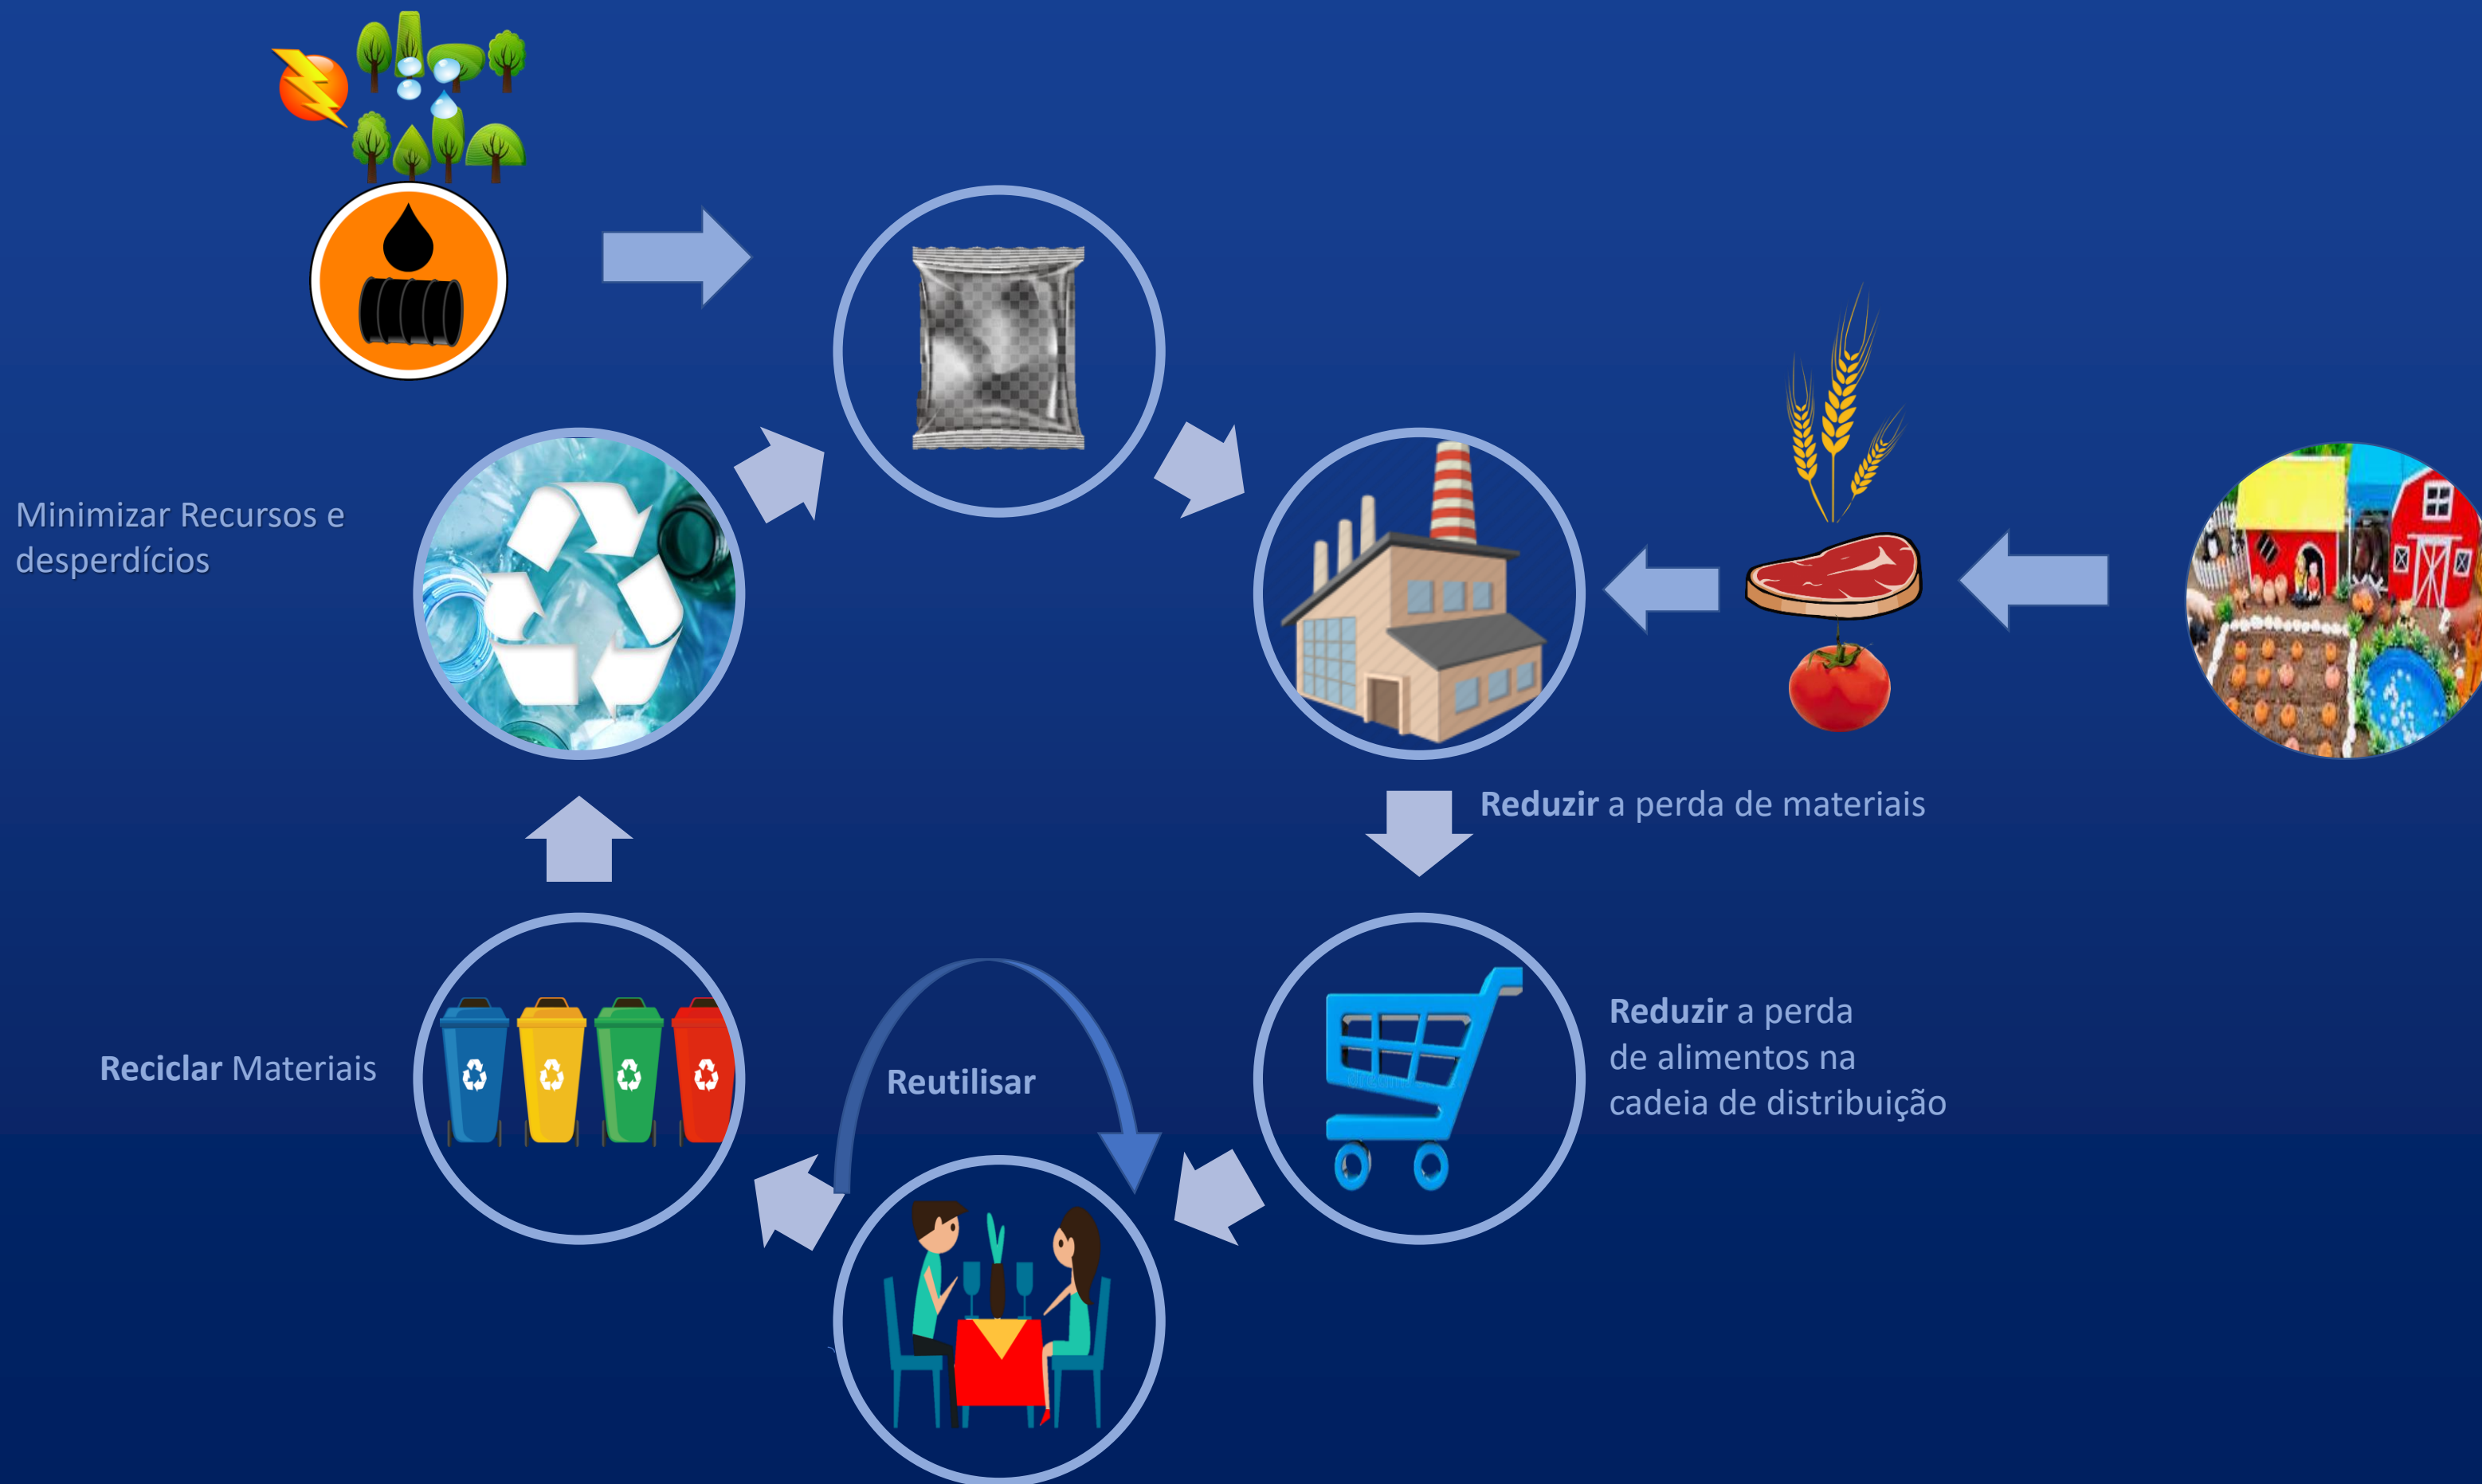 Minimizar Recursos e
desperdícios
Reduzir a perda de materiais
Reduzir a perda
de alimentos na
cadeia de distribuição
Reciclar Materiais
Reutilisar